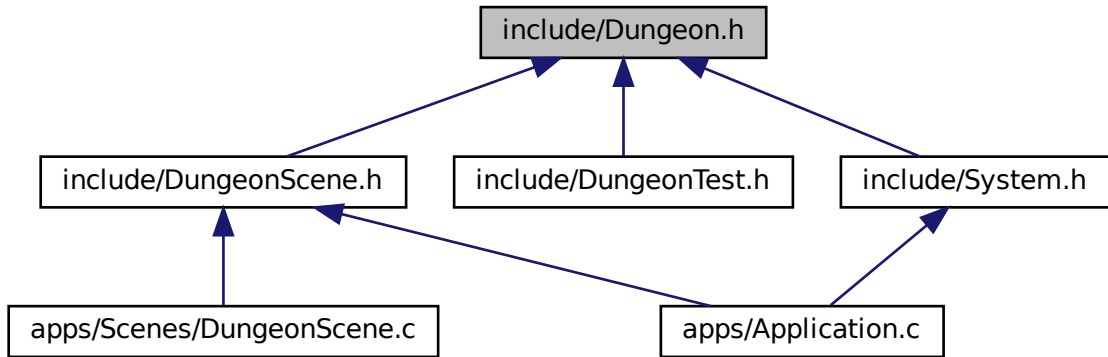 include/Dungeon.h
include/DungeonScene.h
include/DungeonTest.h
include/System.h
apps/Scenes/DungeonScene.c
apps/Application.c